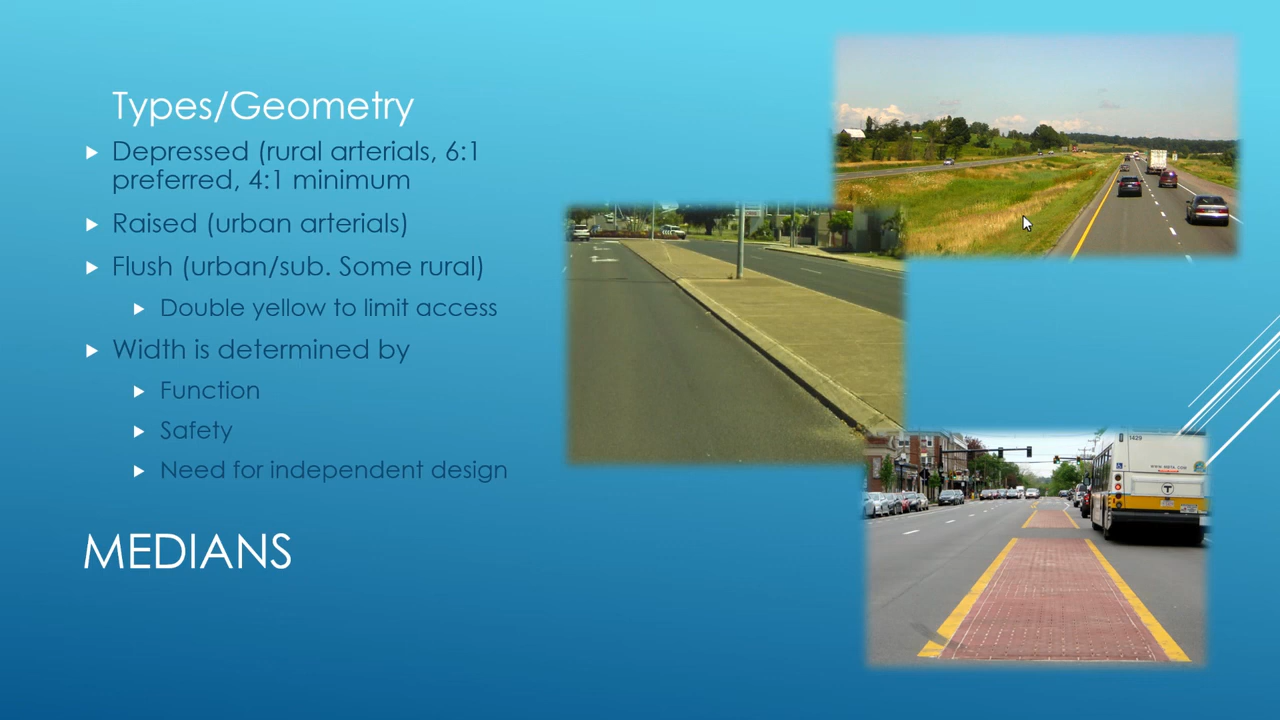 Types/Geometry
Depressed (rural arterials, 6:1
preferred, 4:1 minimum
Raised (urban arterials)
Flush (urban/sub. Some rural)
Double yellow to limit access
Width is determined by
Function
Safety
Need for independent design
MEDIANS
1429
T